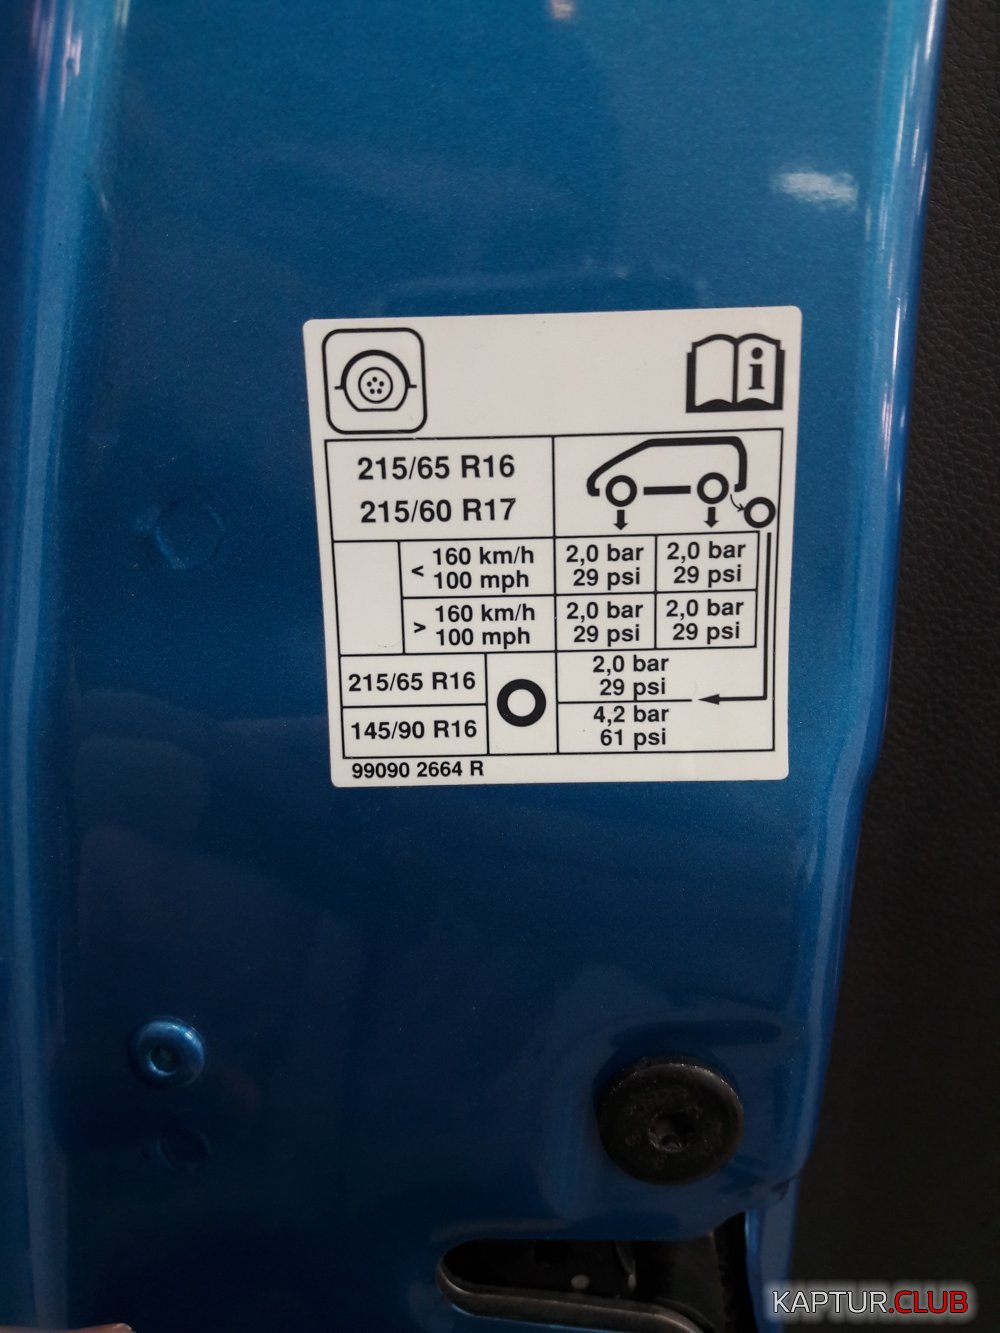 i
215/65 R16
215/60 R17
< 160 km/h
100 mph
2,0 bar
29 psi
2,0 bar
29 psi
> 160 km/h
100 mph
2,0 bar
29 psi
2,0 bar
29 psi
215/65 R16
2,0 bar
29 psi
145/90 R16
4,2 bar
61 psi
99090 2664 R
KAPTUR.CLUB